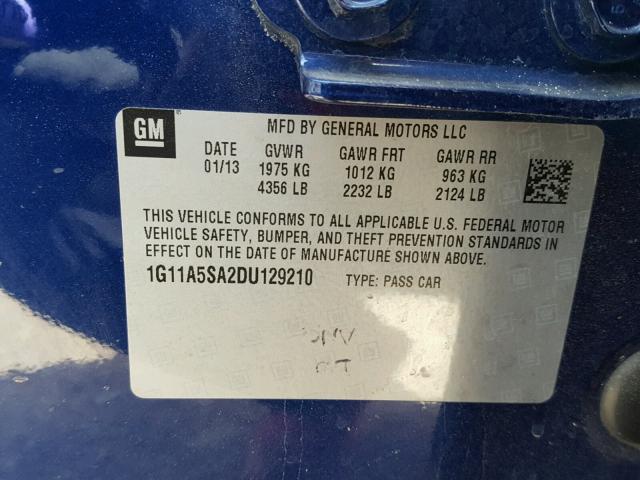 GM
MFD BY GENERAL MOTORS LLC
DATE GVWR GAWR FRT GAWR RR
01/13 1975 KG 1012 KG 963 KG
4356 LB 2232 LB 2124 LB
THIS VEHICLE CONFORMS TO ALL APPLICABLE U.S. FEDERAL MOTOR
VEHICLE SAFETY, BUMPER, AND THEFT PREVENTION STANDARDS IN
EFFECT ON THE DATE OF MANUFACTURE SHOWN ABOVE.
1G11A5SA2DU129210 TYPE: PASS CAR